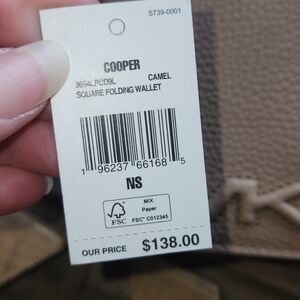 S739-0001
COOPER
36S4LPCD9L CAMEL
SQUARE FOLDING WALLET
1 96237 66168 5
NS
FSC
MIX
Paper
FSC® C012345
OUR PRICE $138.00